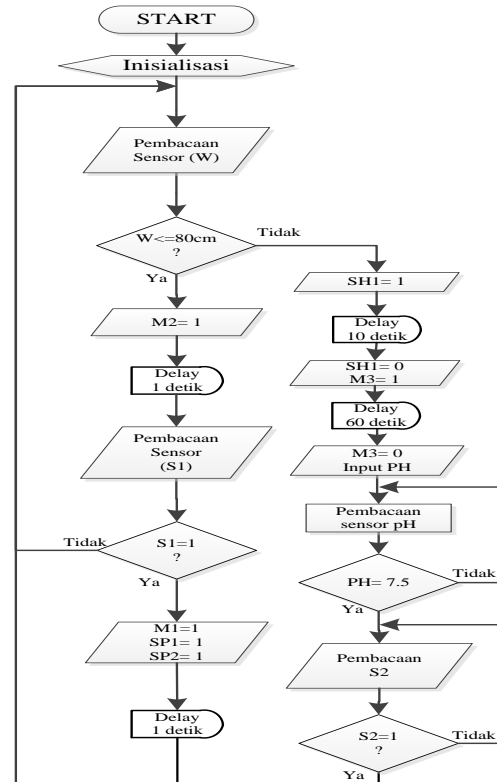 START
Inisialisasi
Pembacaan
Sensor (W)
W<=80cm
?
Tidak
Ya
M2= 1
Delay
1 detik
Pembacaan
Sensor
(S1)
S1=1
?
Tidak
Ya
M1=1
SP1= 1
SP2= 1
Delay
1 detik
SH1= 1
Delay
10 detik
SH1= 0
M3= 1
Delay
60 detik
M3= 0
Input PH
Pembacaan
sensor pH
PH= 7.5
Tidak
Ya
Pembacaan
S2
S2=1
?
Tidak
Ya